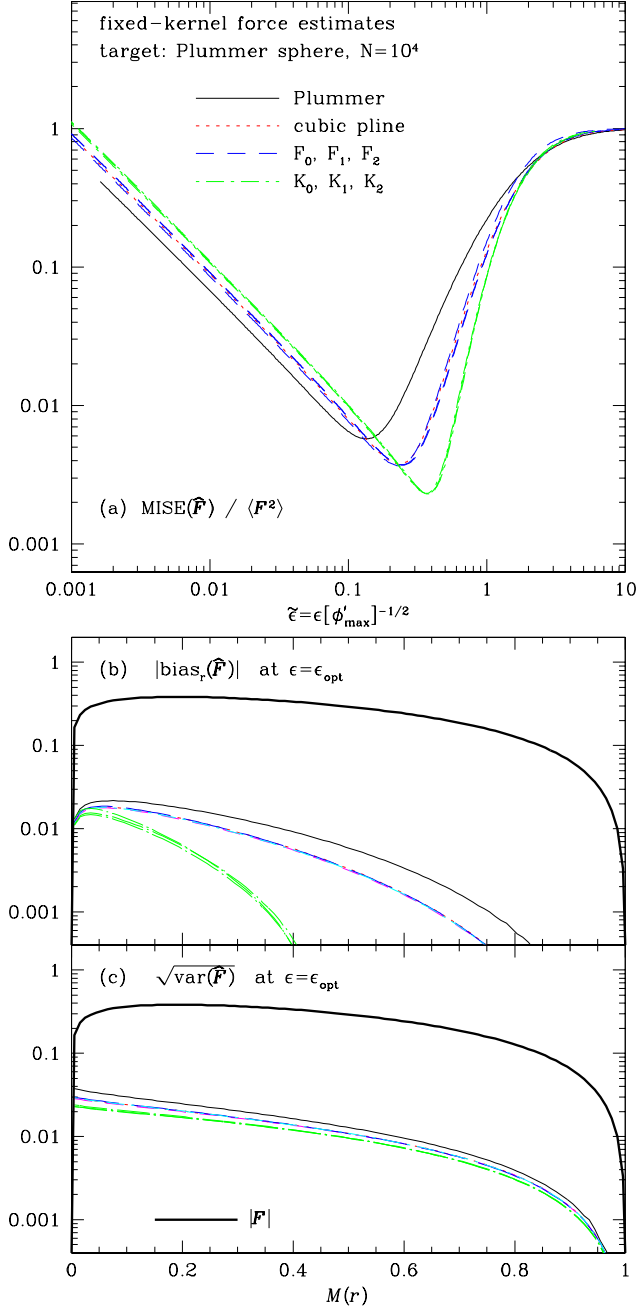 fixed-kernel force estimates
target: Plummer sphere, N=10⁴
Plummer
cubic pline
F₀, F₁, F₂
K₀, K₁, K₂
1
0.1
0.01
0.001
(a) MISE(F̂) / ⟨F²⟩
0.001 0.01 0.1 1 10
ε̃=ε[ϕ′max]⁻¹/²
(b) |biasᵣ(F̂)| at ε=εopt
1
0.1
0.01
0.001
(c) √var(F̂) at ε=εopt
1
0.1
0.01
0.001
|F|
0 0.2 0.4 0.6 0.8 1
M(r)